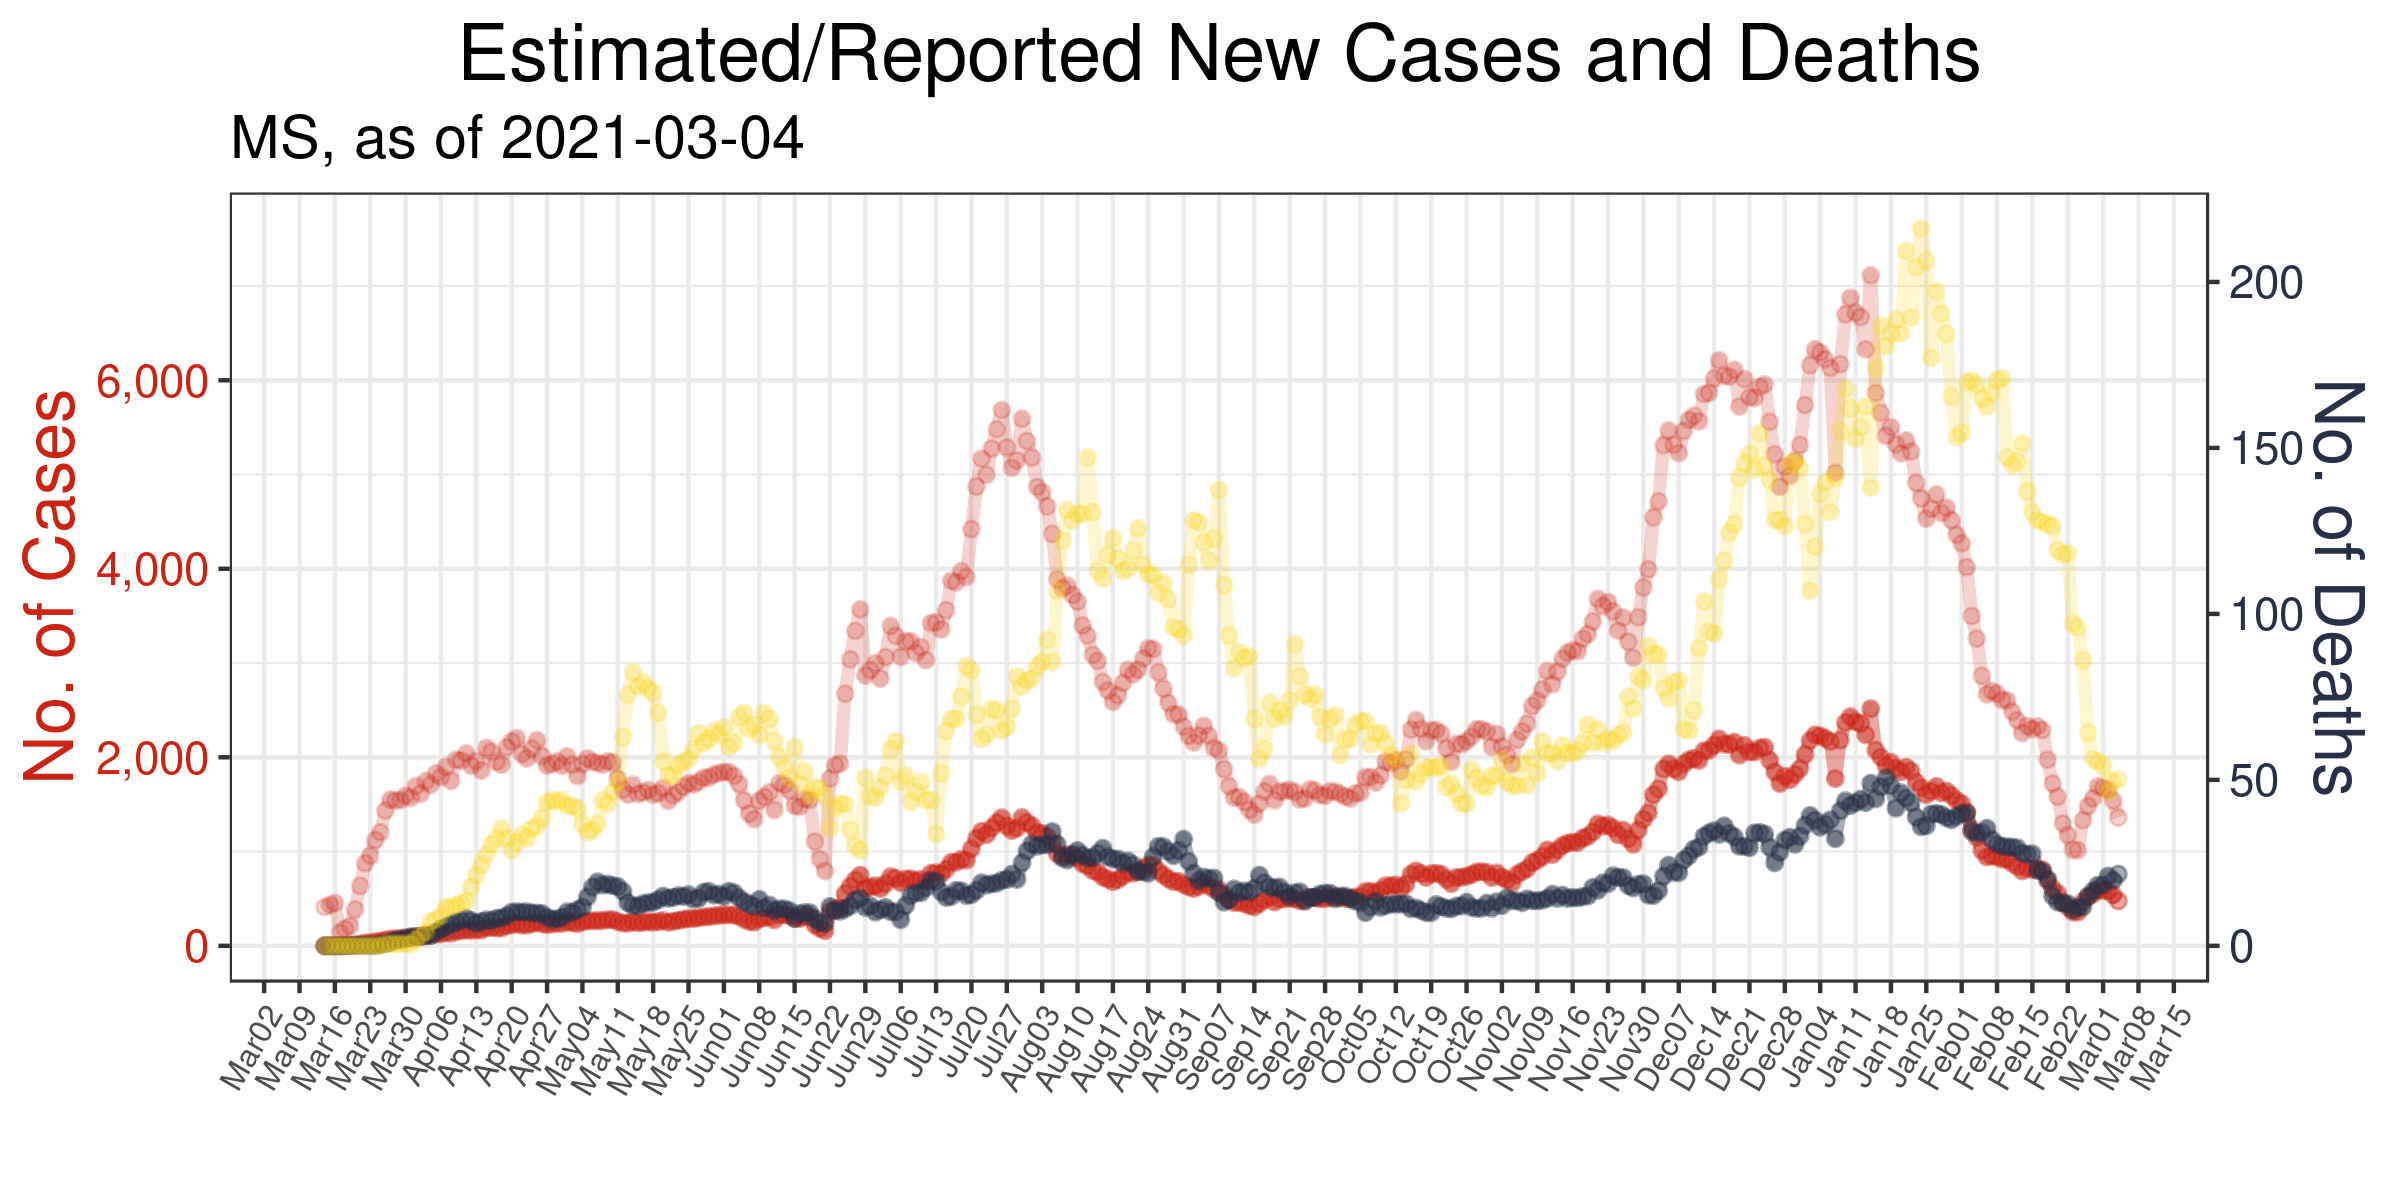 Estimated/Reported New Cases and Deaths
MS, as of 2021-03-04
No. of Cases
6,000
4,000
2,000
0
200
150
100
50
0
No. of Deaths
Mar02
Mar09
Mar16
Mar23
Mar30
Apr06
Apr13
Apr20
Apr27
May04
May11
May18
May25
Jun01
Jun08
Jun15
Jun22
Jun29
Jul06
Jul13
Jul20
Jul27
Aug03
Aug10
Aug17
Aug24
Aug31
Sep07
Sep14
Sep21
Sep28
Oct05
Oct12
Oct19
Oct26
Nov02
Nov09
Nov16
Nov23
Nov30
Dec07
Dec14
Dec21
Dec28
Dec04
Jan11
Jan18
Jan25
Feb01
Feb08
Feb15
Feb22
Mar01
Mar08
Mar15